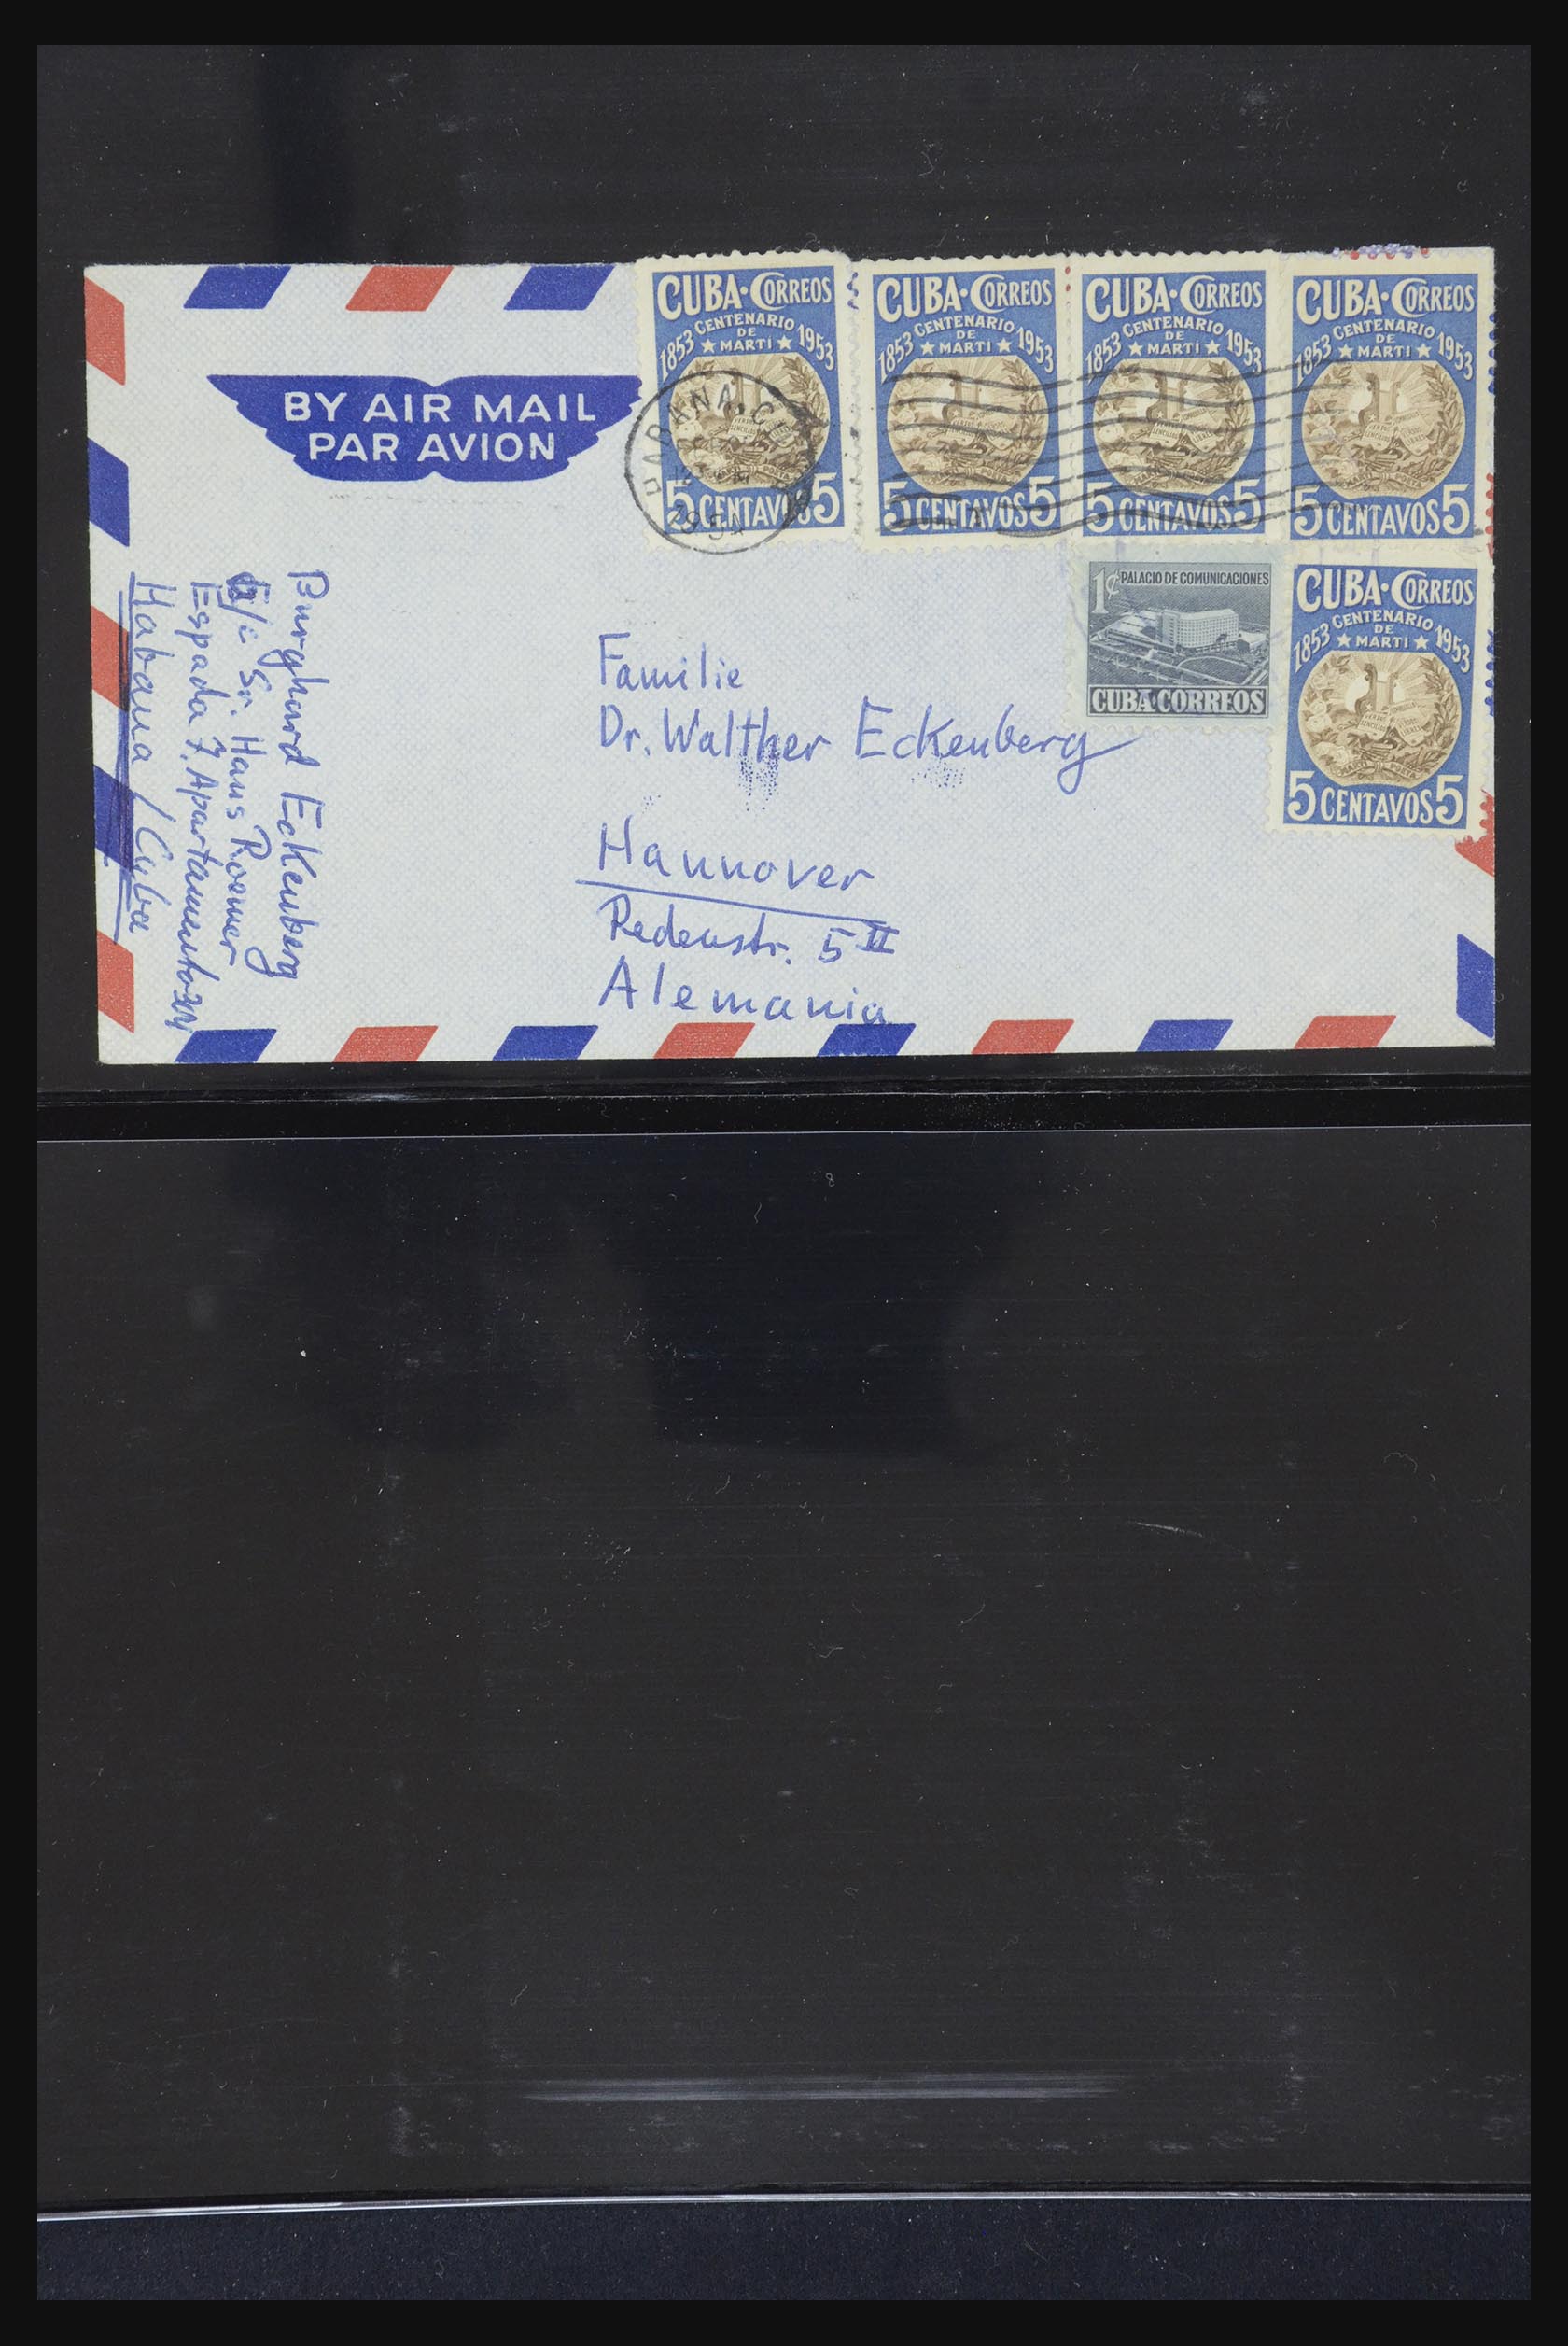 BY AIR MAIL
PAR AVION
CUBA·CORREOS
1853 CENTENARIO DE MARTI 1953
5 CENTAVOS 5
CUBA·CORREOS
1853 CENTENARIO DE MARTI 1953
5 CENTAVOS 5
CUBA·CORREOS
1853 CENTENARIO DE MARTI 1953
5 CENTAVOS 5
CUBA·CORREOS
1853 CENTENARIO DE MARTI 1953
5 CENTAVOS 5
HABANA
1954
1¢ PALACIO DE COMUNICACIONES
CUBA·CORREOS
CUBA·CORREOS
1853 CENTENARIO DE MARTI 1953
5 CENTAVOS 5
Familie
Dr. Walther Eckenberg
Hannover
Redenstr. 5 II
Alemania
Burghard Eckenberg
c/c Sr. Hans Roemer
Espada 7, Apartamento
Habana / Cuba